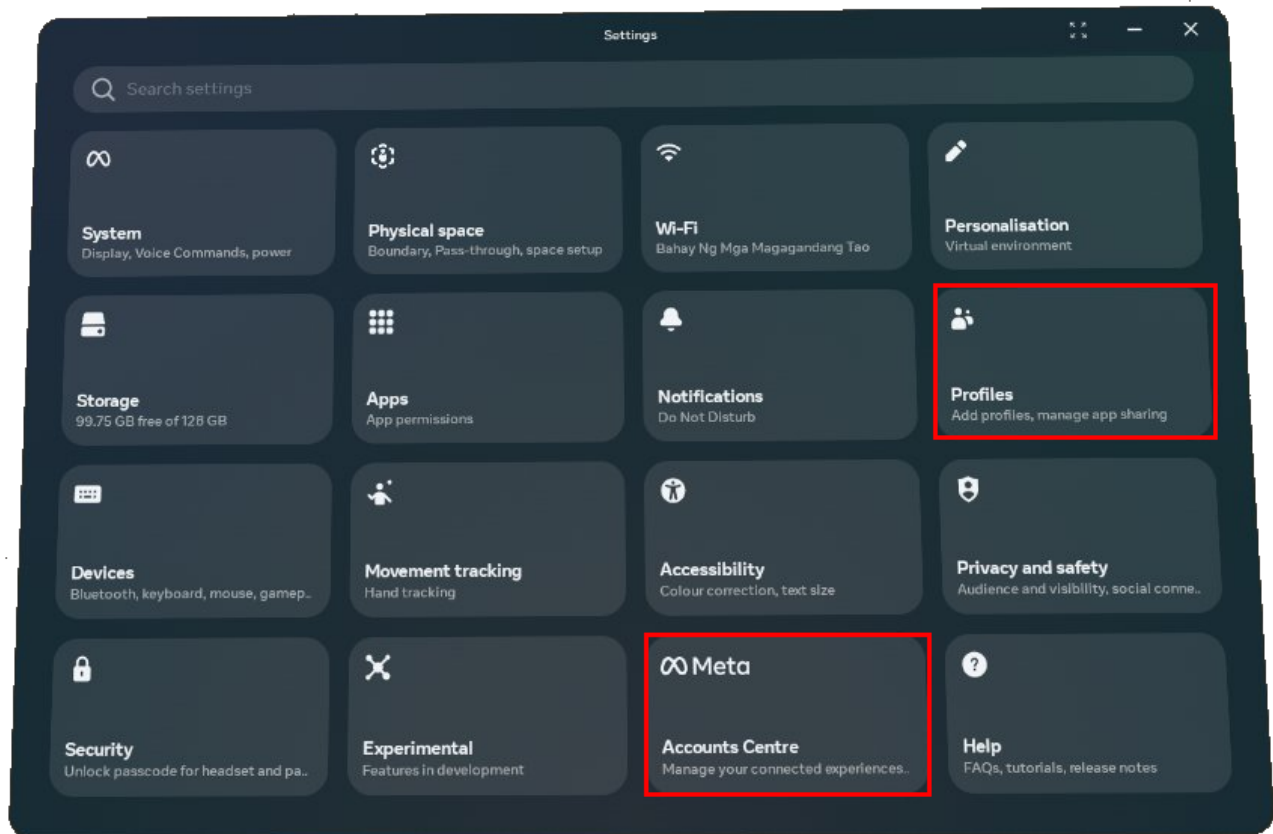 Settings
Search settings
System
Display, Voice Commands, power
Physical space
Boundary, Pass-through, space setup
Wi-Fi
Bahay Ng Mga Magagandang Tao
Personalisation
Virtual environment
Storage
99.75 GB free of 128 GB
Apps
App permissions
Notifications
Do Not Disturb
Profiles
Add profiles, manage app sharing
Devices
Bluetooth, keyboard, mouse, gamep..
Movement tracking
Hand tracking
Accessibility
Colour correction, text size
Privacy and safety
Audience and visibility, social conne..
Security
Unlock passcode for headset and pa..
Experimental
Features in development
Meta
Accounts Centre
Manage your connected experiences..
Help
FAQs, tutorials, release notes